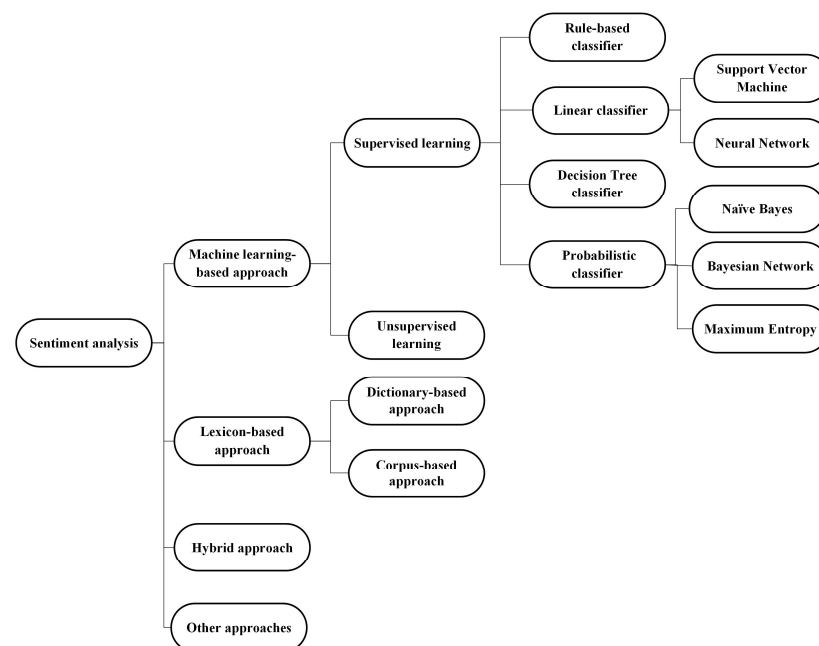 Rule-based
classifier
Support Vector
Machine
Linear classifier
Supervised learning
Neural Network
Decision Tree
classifier
Naïve Bayes
Machine learning-
based approach
Probabilistic
classifier
Bayesian Network
Maximum Entropy
Unsupervised
learning
Sentiment analysis
Dictionary-based
approach
Lexicon-based
approach
Corpus-based
approach
Hybrid approach
Other approaches